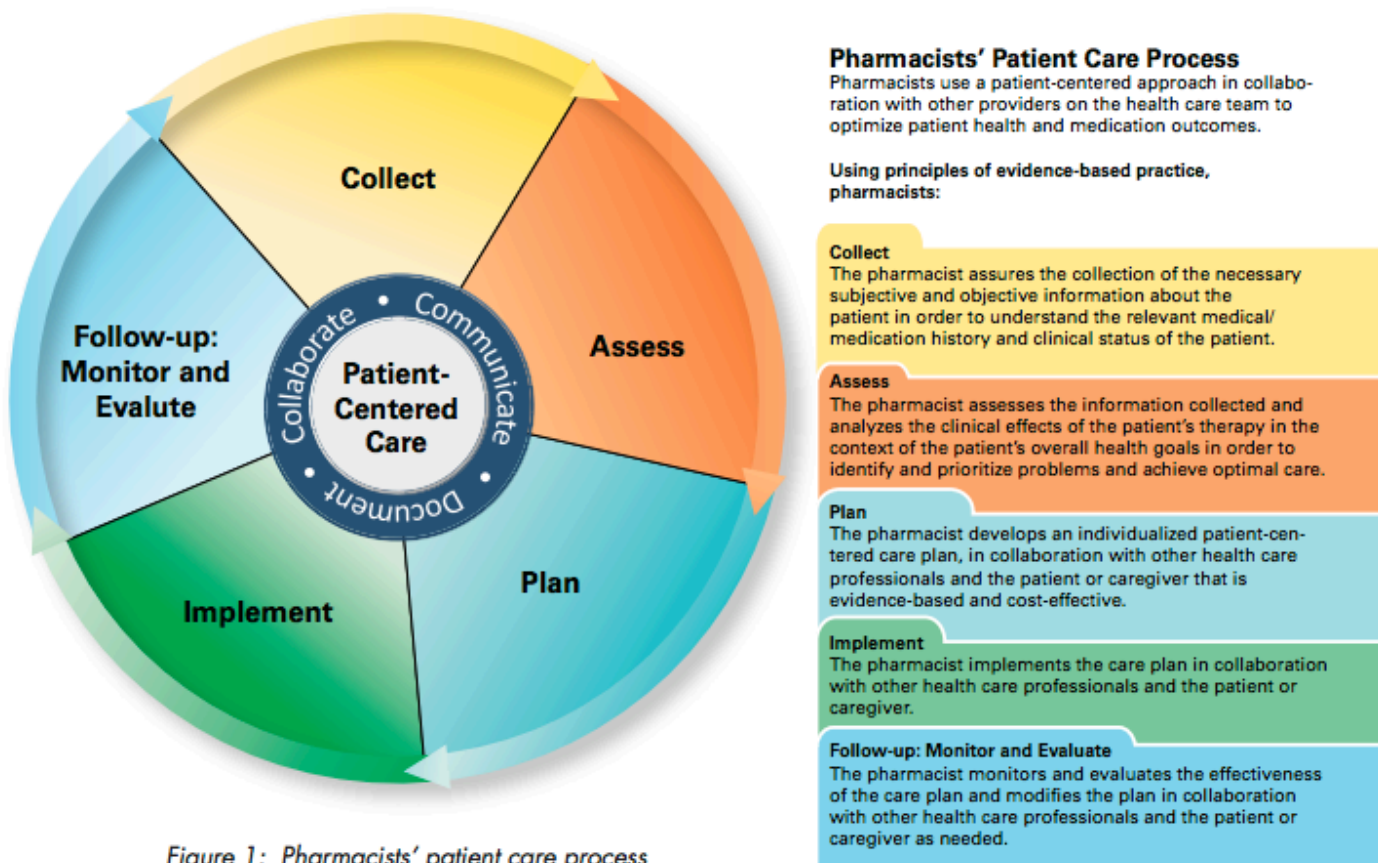 Collect
Assess
Plan
Implement
Follow-up:
Monitor and
Evalute
Collaborate • Communicate • Document •
Patient-
Centered
Care
Figure 1: Pharmacists' patient care process
Pharmacists' Patient Care Process
Pharmacists use a patient-centered approach in collabo-
ration with other providers on the health care team to
optimize patient health and medication outcomes.
Using principles of evidence-based practice,
pharmacists:
Collect
The pharmacist assures the collection of the necessary
subjective and objective information about the
patient in order to understand the relevant medical/
medication history and clinical status of the patient.
Assess
The pharmacist assesses the information collected and
analyzes the clinical effects of the patient's therapy in the
context of the patient's overall health goals in order to
identify and prioritize problems and achieve optimal care.
Plan
The pharmacist develops an individualized patient-cen-
tered care plan, in collaboration with other health care
professionals and the patient or caregiver that is
evidence-based and cost-effective.
Implement
The pharmacist implements the care plan in collaboration
with other health care professionals and the patient or
caregiver.
Follow-up: Monitor and Evaluate
The pharmacist monitors and evaluates the effectiveness
of the care plan and modifies the plan in collaboration
with other health care professionals and the patient or
caregiver as needed.